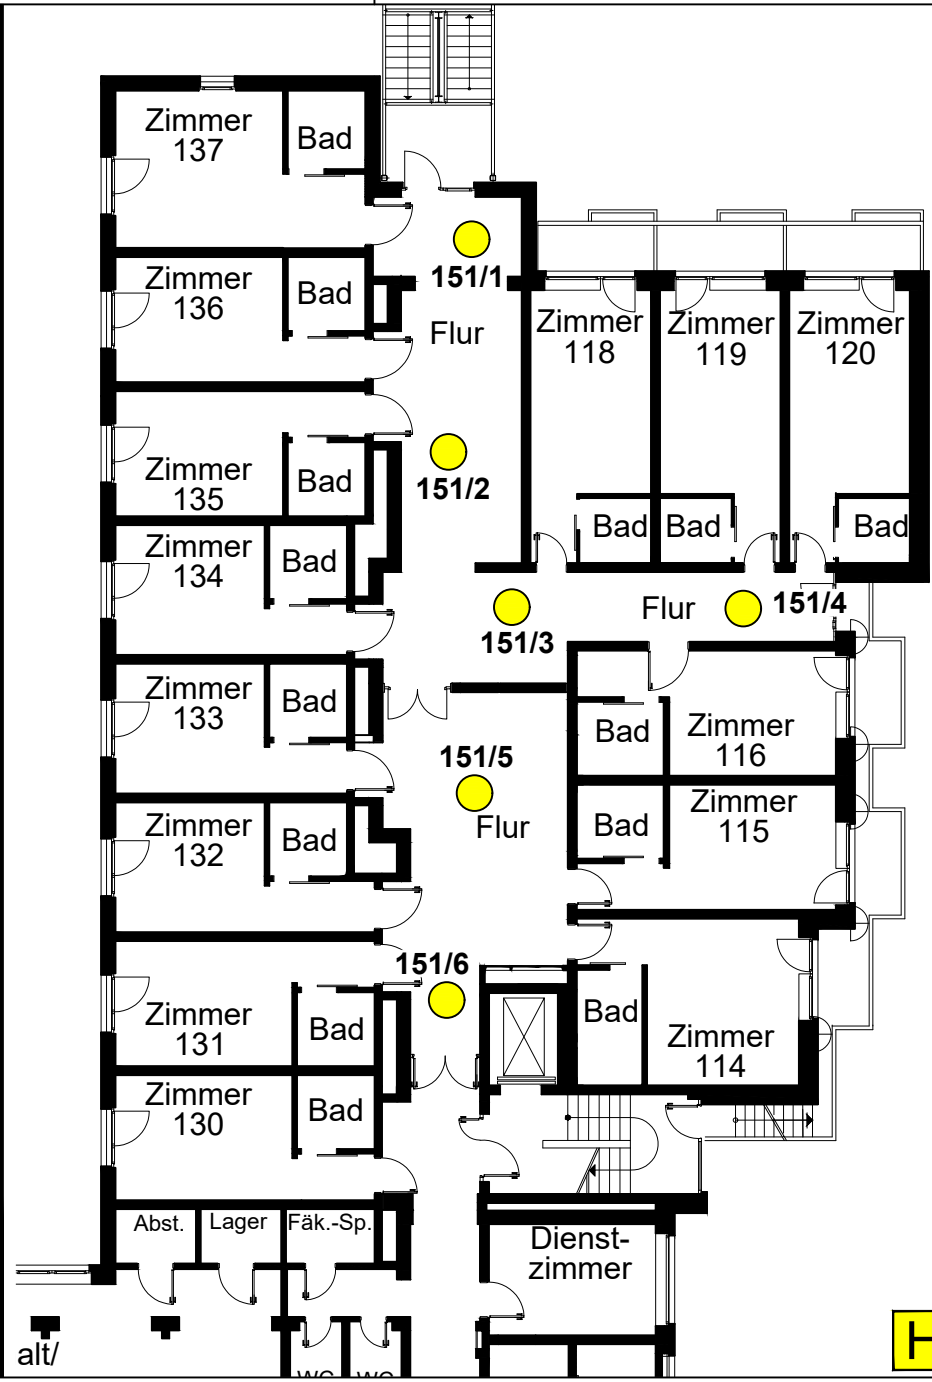 Zimmer
137
Bad
151/1
Zimmer
136
Bad
Flur
Zimmer
118
Zimmer
119
Zimmer
120
Zimmer
135
Bad
151/2
Bad
Bad
Bad
Zimmer
134
Bad
151/3
Flur
151/4
Zimmer
133
Bad
Zimmer
116
Bad
151/5
Flur
Zimmer
115
Bad
Zimmer
132
Bad
151/6
Zimmer
131
Bad
Bad
Zimmer
114
Zimmer
130
Bad
Abst.
Lager
Fäk.-Sp.
Dienst-
zimmer
alt/
WC
WC
H